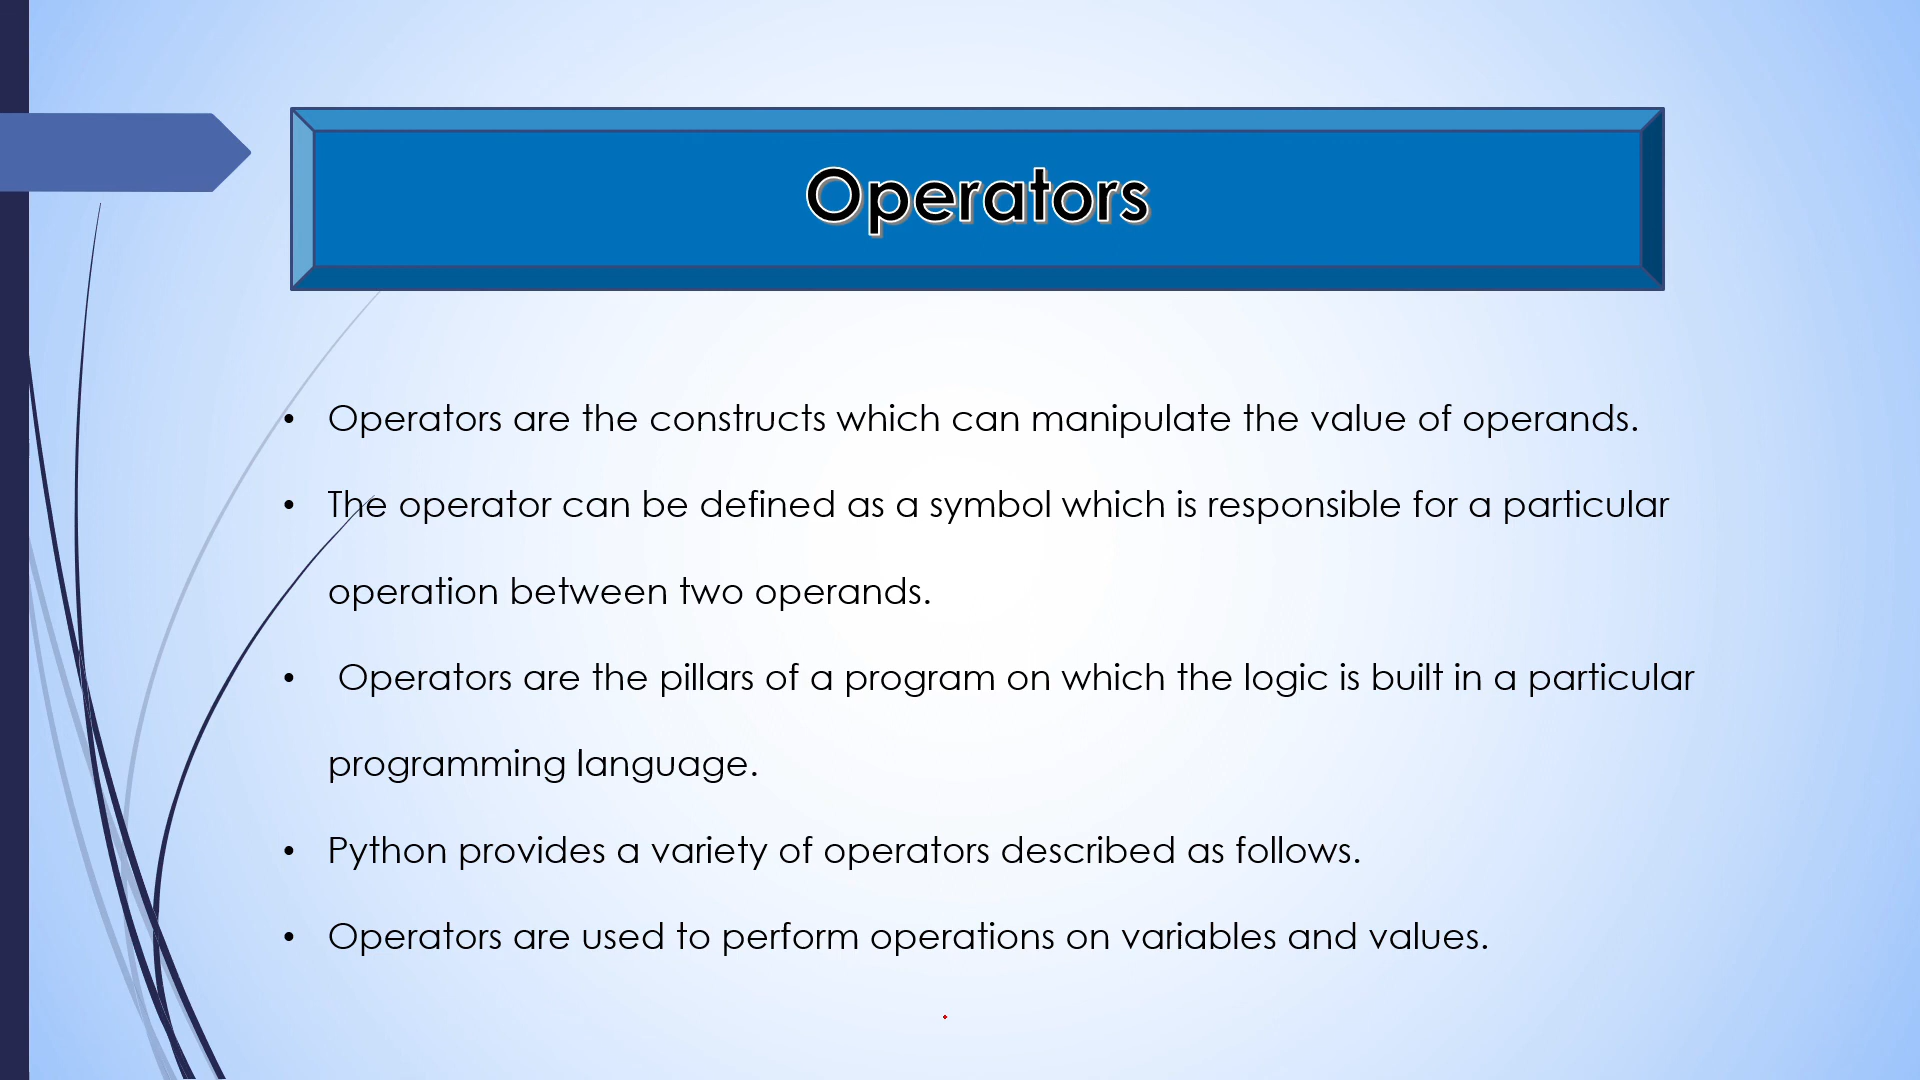 Operators
• Operators are the constructs which can manipulate the value of operands.
• The operator can be defined as a symbol which is responsible for a particular
operation between two operands.
• Operators are the pillars of a program on which the logic is built in a particular
programming language.
• Python provides a variety of operators described as follows.
• Operators are used to perform operations on variables and values.